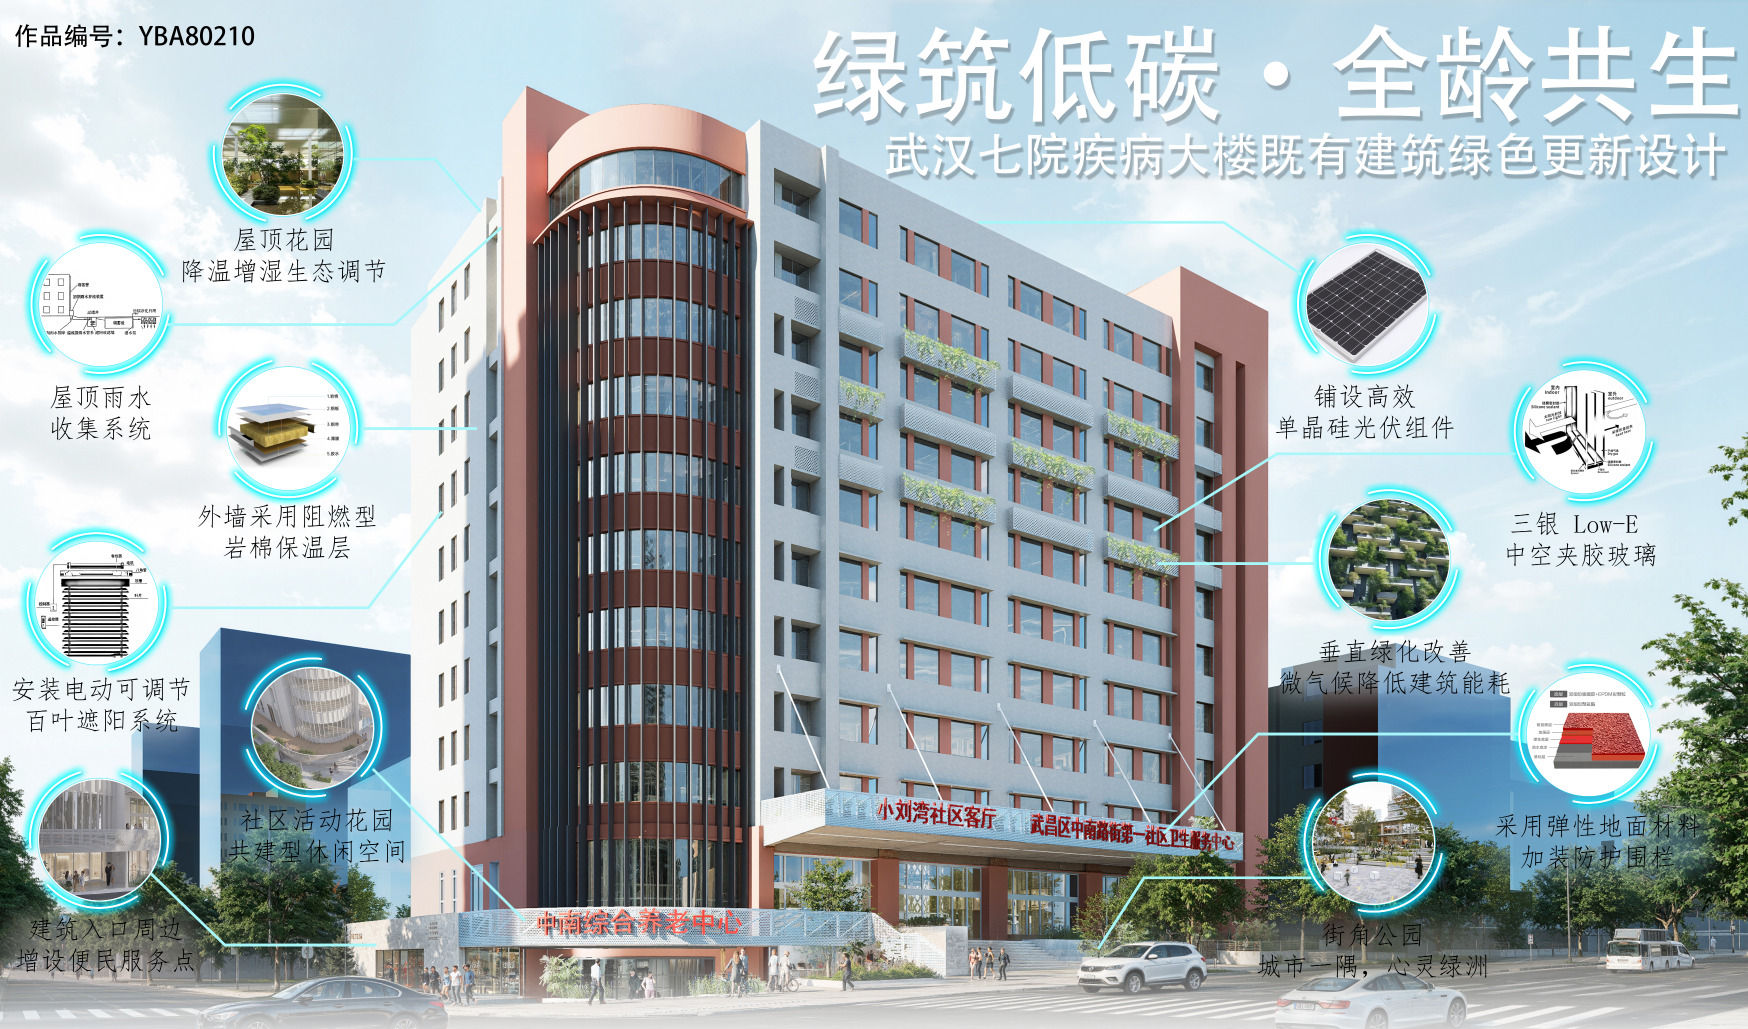 作品编号：YBA80210
绿筑低碳·全龄共生
武汉七院疾病大楼既有建筑绿色更新设计
屋顶花园
降温增湿生态调节
屋顶雨水
收集系统
外墙采用阻燃型
岩棉保温层
安装电动可调节
百叶遮阳系统
社区活动花园
共建型休闲空间
建筑入口周边
增设便民服务点
铺设高效
单晶硅光伏组件
室内
Indoor
室外
outdoor
三银 Low-E
中空夹胶玻璃
垂直绿化改善
微气候降低建筑能耗
采用弹性地面材料
加装防护围栏
街角公园
城市一隅，心灵绿洲
小刘湾社区客厅
武昌区中南路街第一社区卫生服务中心
中南综合养老中心